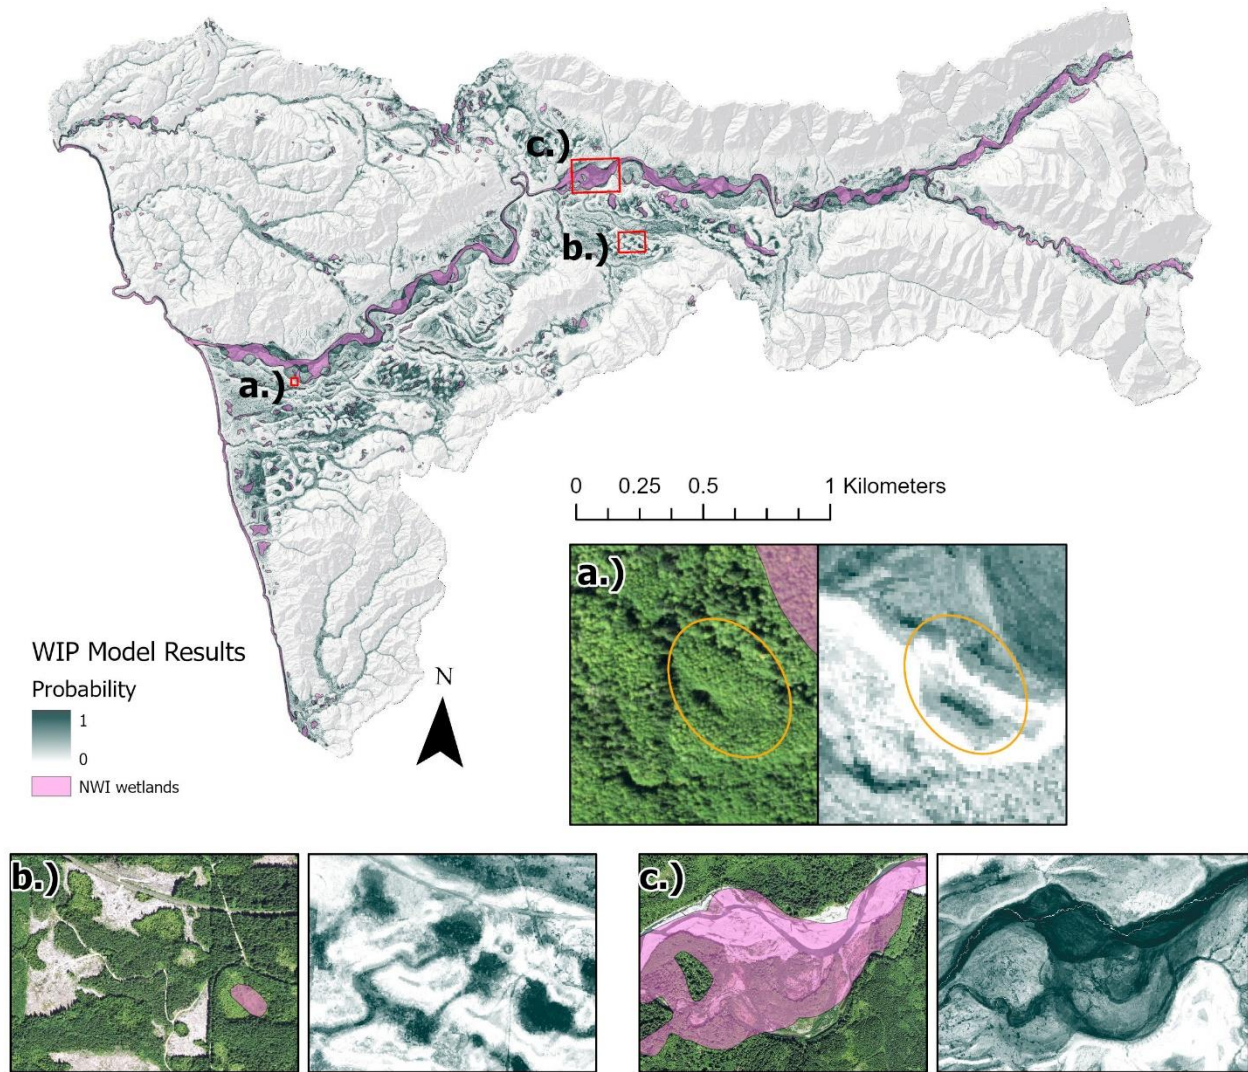 c.)
b.)
a.)
0 0.25 0.5 1 Kilometers
a.)
WIP Model Results
Probability
1
0
NWI wetlands
N
b.)
c.)